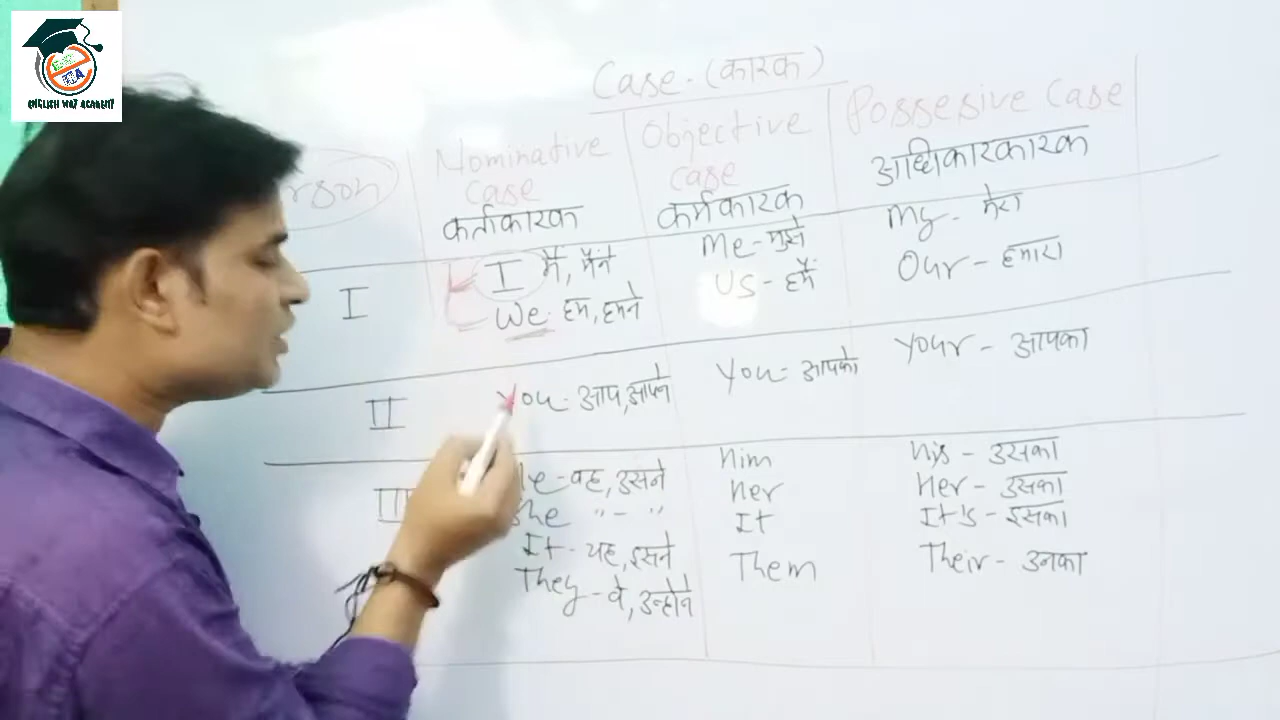 ENGLISH WAY ACADEMY
Case. (कारक)
rson
Nominative case
कर्ताकारक
Objective case
कर्मकारक
Possesive Case
अधिकारकारक
I
I मैं, मैंने
We. हम, हमने
Me - मुझे
Us - हमें
My - मेरा
Our - हमारा
II
You - आप, आपने
You - आपको
Your - आपका
III
He - वह, उसने
She " - "
It - यह, इसने
They - वे, उन्होने
him
her
It
Them
his - उसका
her - उसका
It's - इसका
Their - उनका